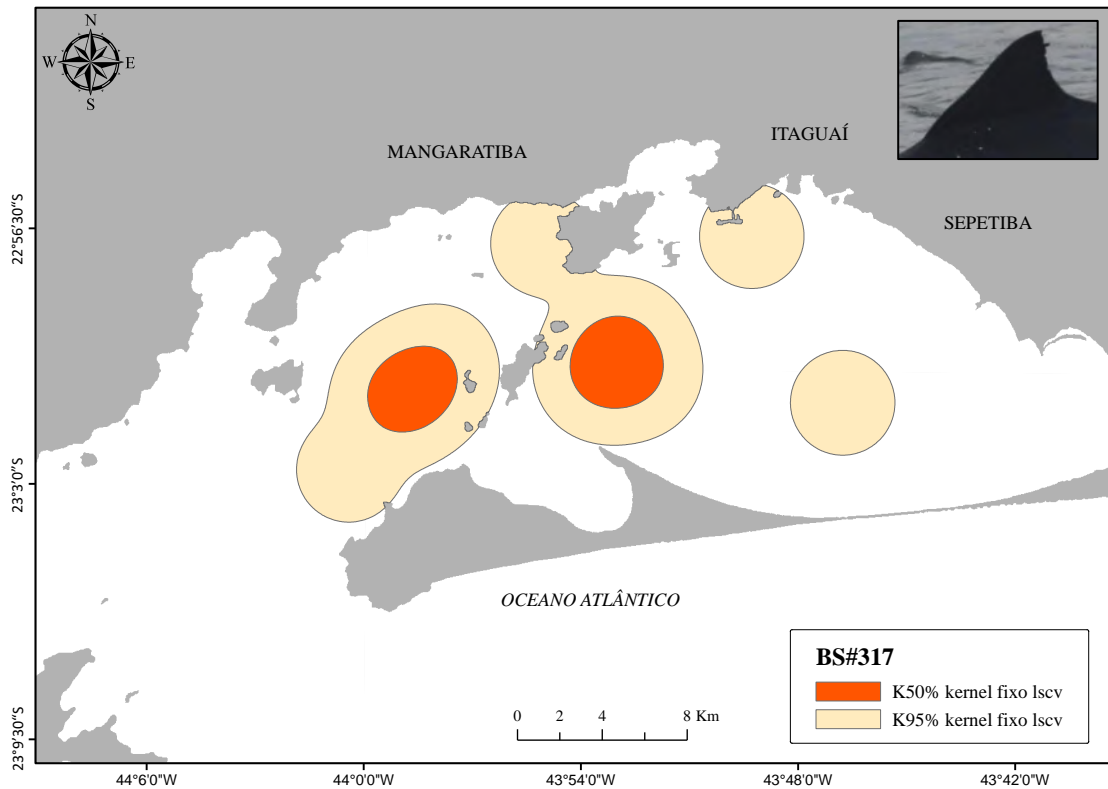 N
W E
S
ITAGUAÍ
MANGARATIBA
SEPETIBA
22°56'30"S
23°3'0"S
23°9'30"S
OCEANO ATLÂNTICO
BS#317
K50% kernel fixo lscv
K95% kernel fixo lscv
0 2 4 8 Km
44°6'0"W 44°0'0"W 43°54'0"W 43°48'0"W 43°42'0"W